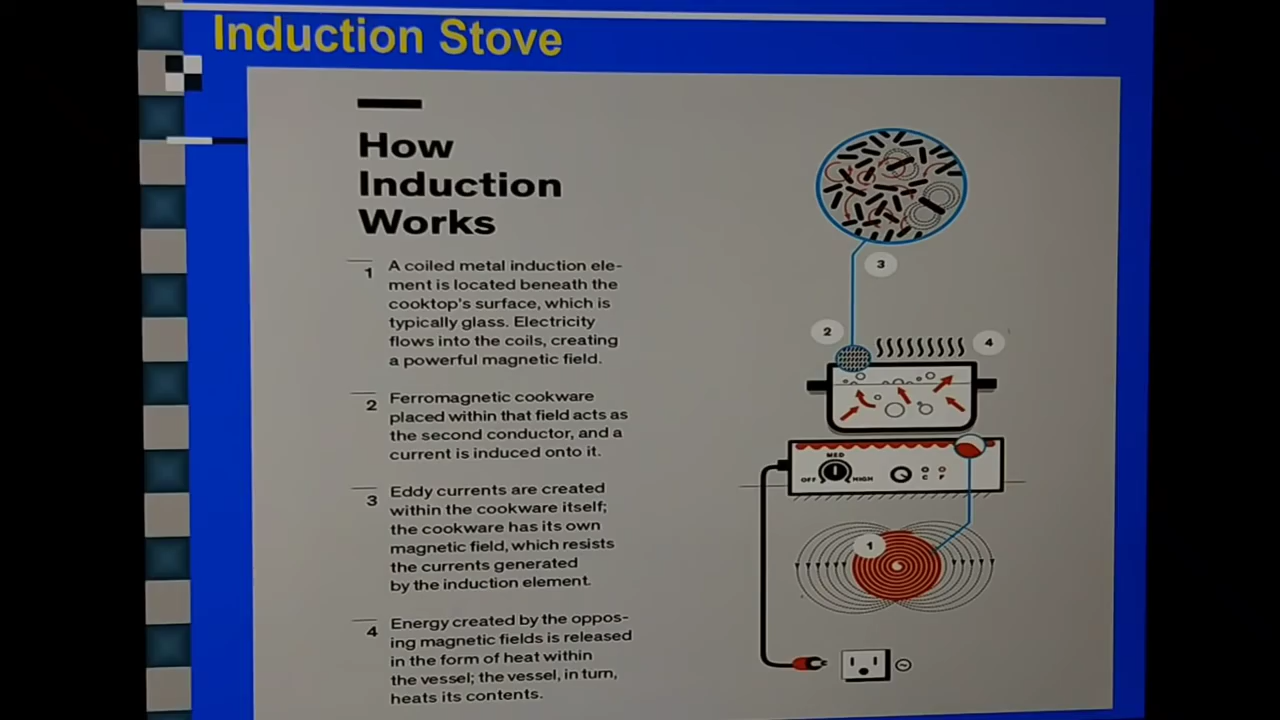 Induction Stove
How
Induction
Works
1
A coiled metal induction ele-
ment is located beneath the
cooktop's surface, which is
typically glass. Electricity
flows into the coils, creating
a powerful magnetic field.
2
Ferromagnetic cookware
placed within that field acts as
the second conductor, and a
current is induced onto it.
3
Eddy currents are created
within the cookware itself;
the cookware has its own
magnetic field, which resists
the currents generated
by the induction element.
4
Energy created by the oppos-
ing magnetic fields is released
in the form of heat within
the vessel; the vessel, in turn,
heats its contents.
3
2
4
MED
OFF
HIGH
C F
1